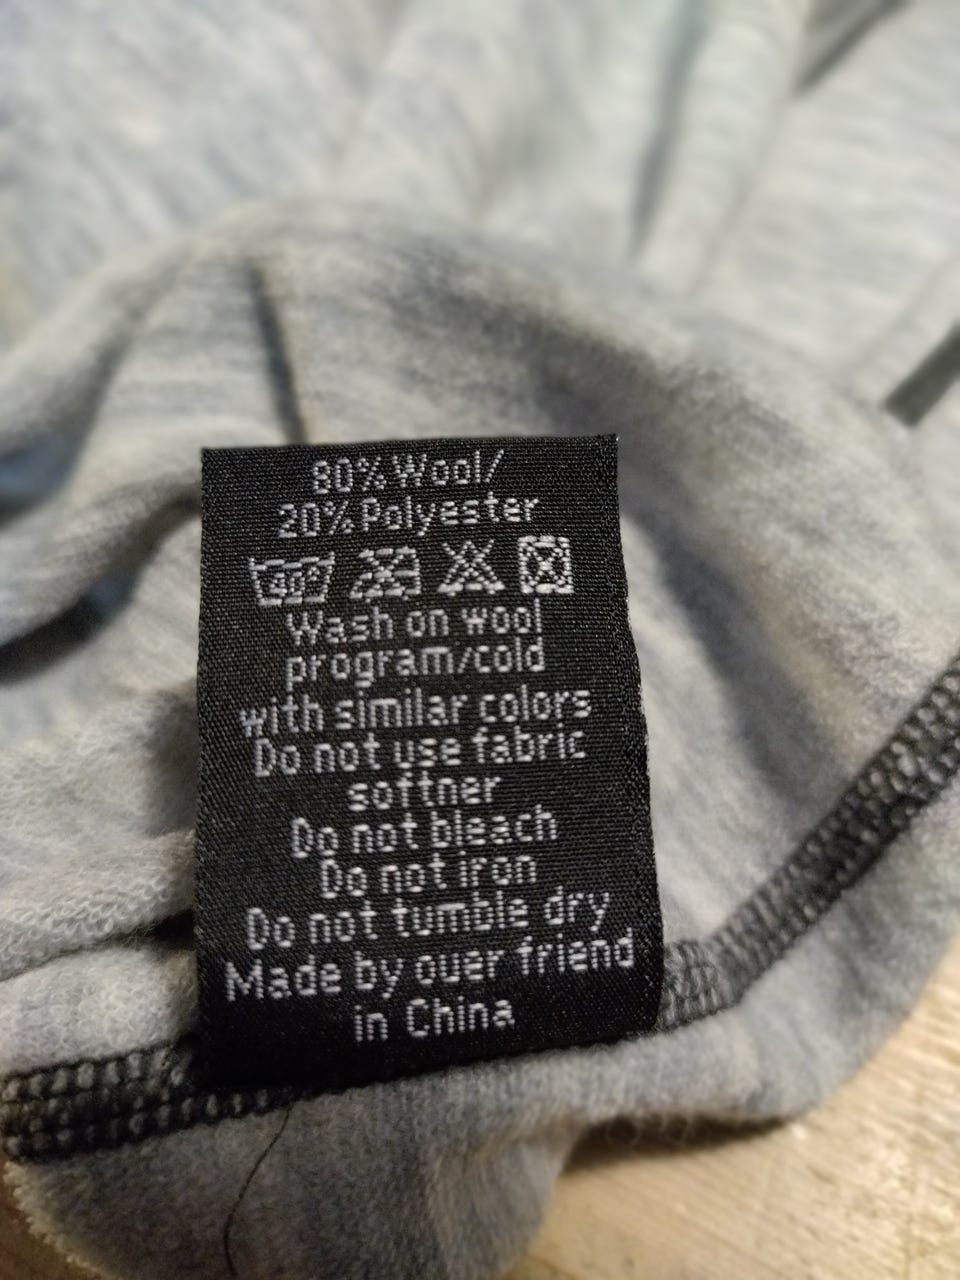 80% Wool/
20% Polyester
40°
Wash on wool
program/cold
with similar colors
Do not use fabric
softner
Do not bleach
Do not iron
Do not tumble dry
Made by ouer friend
in China